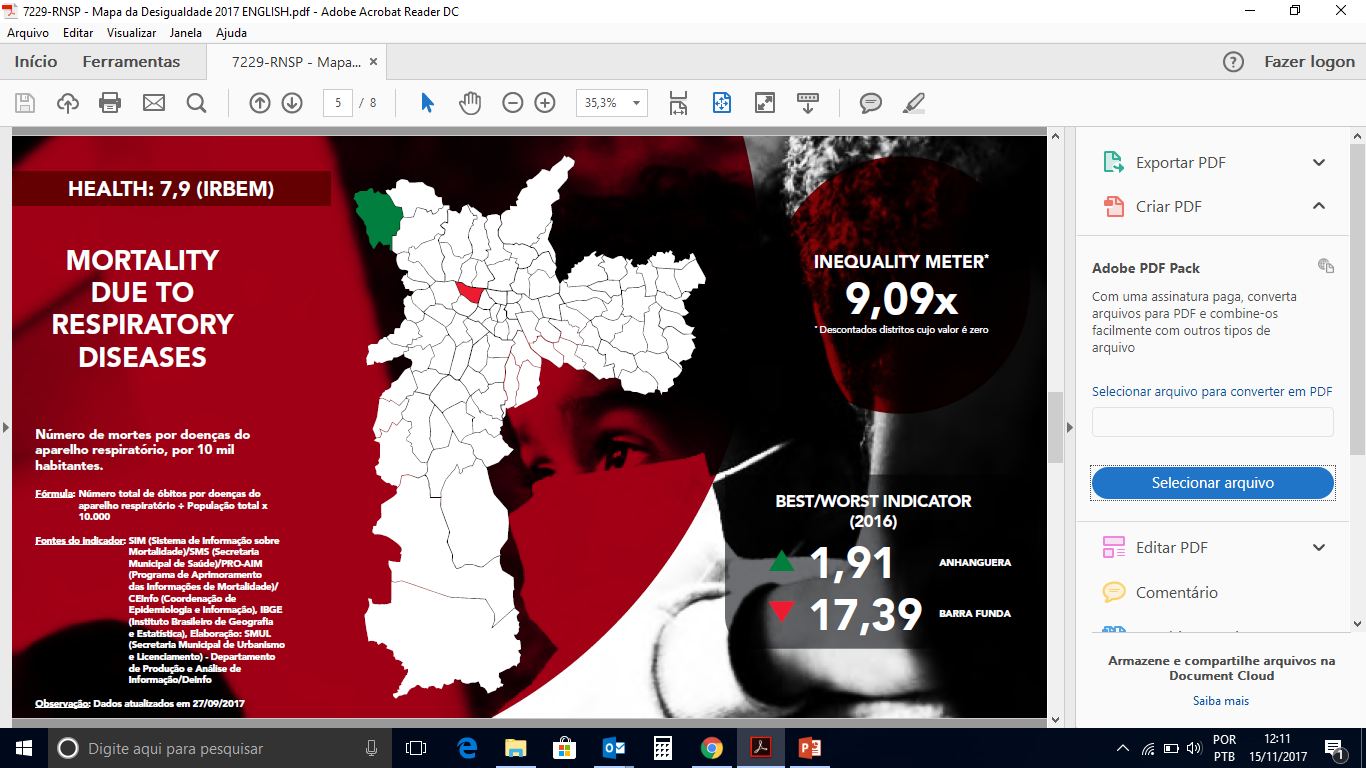 7229-RNSP - Mapa da Desigualdade 2017 ENGLISH.pdf - Adobe Acrobat Reader DC
Arquivo Editar Visualizar Janela Ajuda
Início Ferramentas 7229-RNSP - Mapa... × ? Fazer logon
5 / 8 35,3%
HEALTH: 7,9 (IRBEM)
MORTALITY
DUE TO
RESPIRATORY
DISEASES
Número de mortes por doenças do
aparelho respiratório, por 10 mil
habitantes.
Fórmula: Número total de óbitos por doenças do
aparelho respiratório ÷ População total x
10.000
Fontes do Indicador: SIM (Sistema de Informação sobre
Mortalidade)/SMS (Secretaria
Municipal de Saúde)/PRO-AIM
(Programa de Aprimoramento
das Informações de Mortalidade)/
CEInfo (Coordenação de
Epidemiologia e Informação), IBGE
(Instituto Brasileiro de Geografia
e Estatística), Elaboração: SMUL
(Secretaria Municipal de Urbanismo
e Licenciamento) - Departamento
de Produção e Análise de
Informação/DeInfo
Observação: Dados atualizados em 27/09/2017
INEQUALITY METER*
9,09x
* Descontados distritos cujo valor é zero
BEST/WORST INDICATOR
(2016)
1,91 ANHANGUERA
17,39 BARRA FUNDA
Exportar PDF
Criar PDF
Adobe PDF Pack
Com uma assinatura paga, converta
arquivos para PDF e combine-os
facilmente com outros tipos de
arquivo
Selecionar arquivo para converter em PDF
Selecionar arquivo
Editar PDF
Comentário
Armazene e compartilhe arquivos na
Document Cloud
Saiba mais
Digite aqui para pesquisar
POR 12:11
PTB 15/11/2017 1